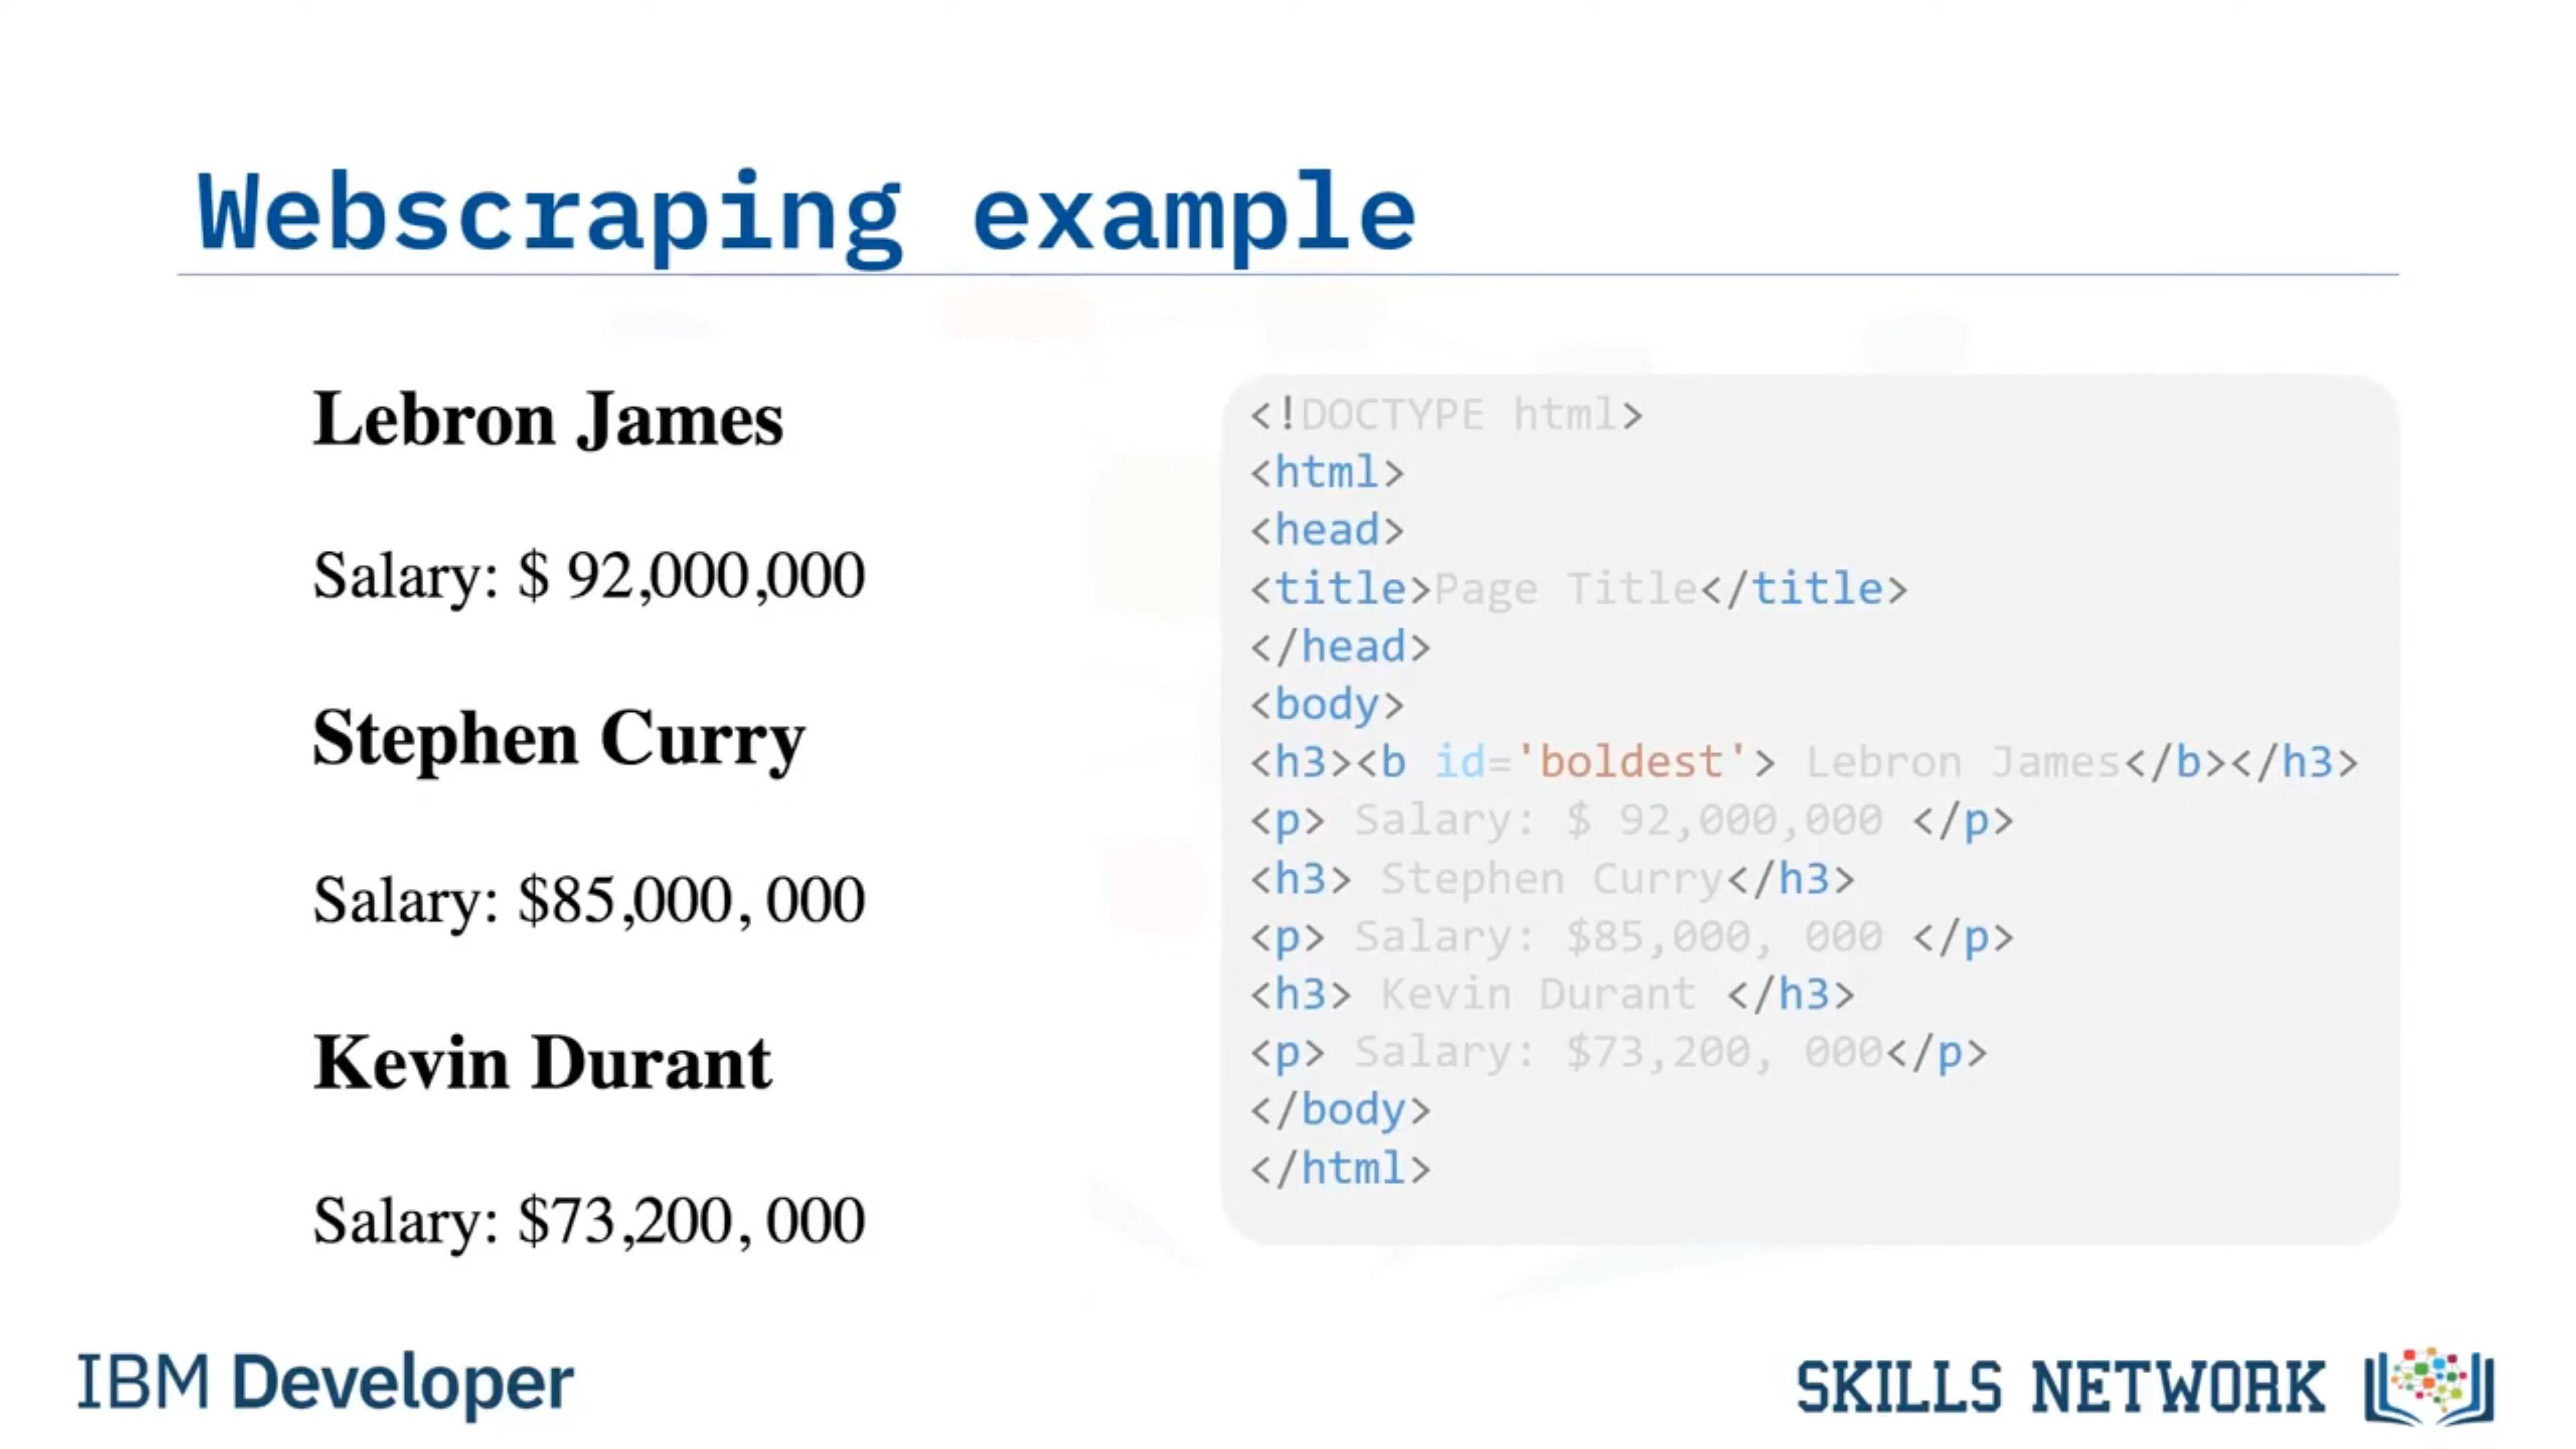 Webscraping example
Lebron James
Salary: $ 92,000,000
Stephen Curry
Salary: $85,000, 000
Kevin Durant
Salary: $73,200, 000
<!DOCTYPE html>
<html>
<head>
<title>Page Title</title>
</head>
<body>
<h3><b id='boldest'> Lebron James</b></h3>
<p> Salary: $ 92,000,000 </p>
<h3> Stephen Curry</h3>
<p> Salary: $85,000, 000 </p>
<h3> Kevin Durant </h3>
<p> Salary: $73,200, 000</p>
</body>
</html>
IBM Developer
SKILLS NETWORK